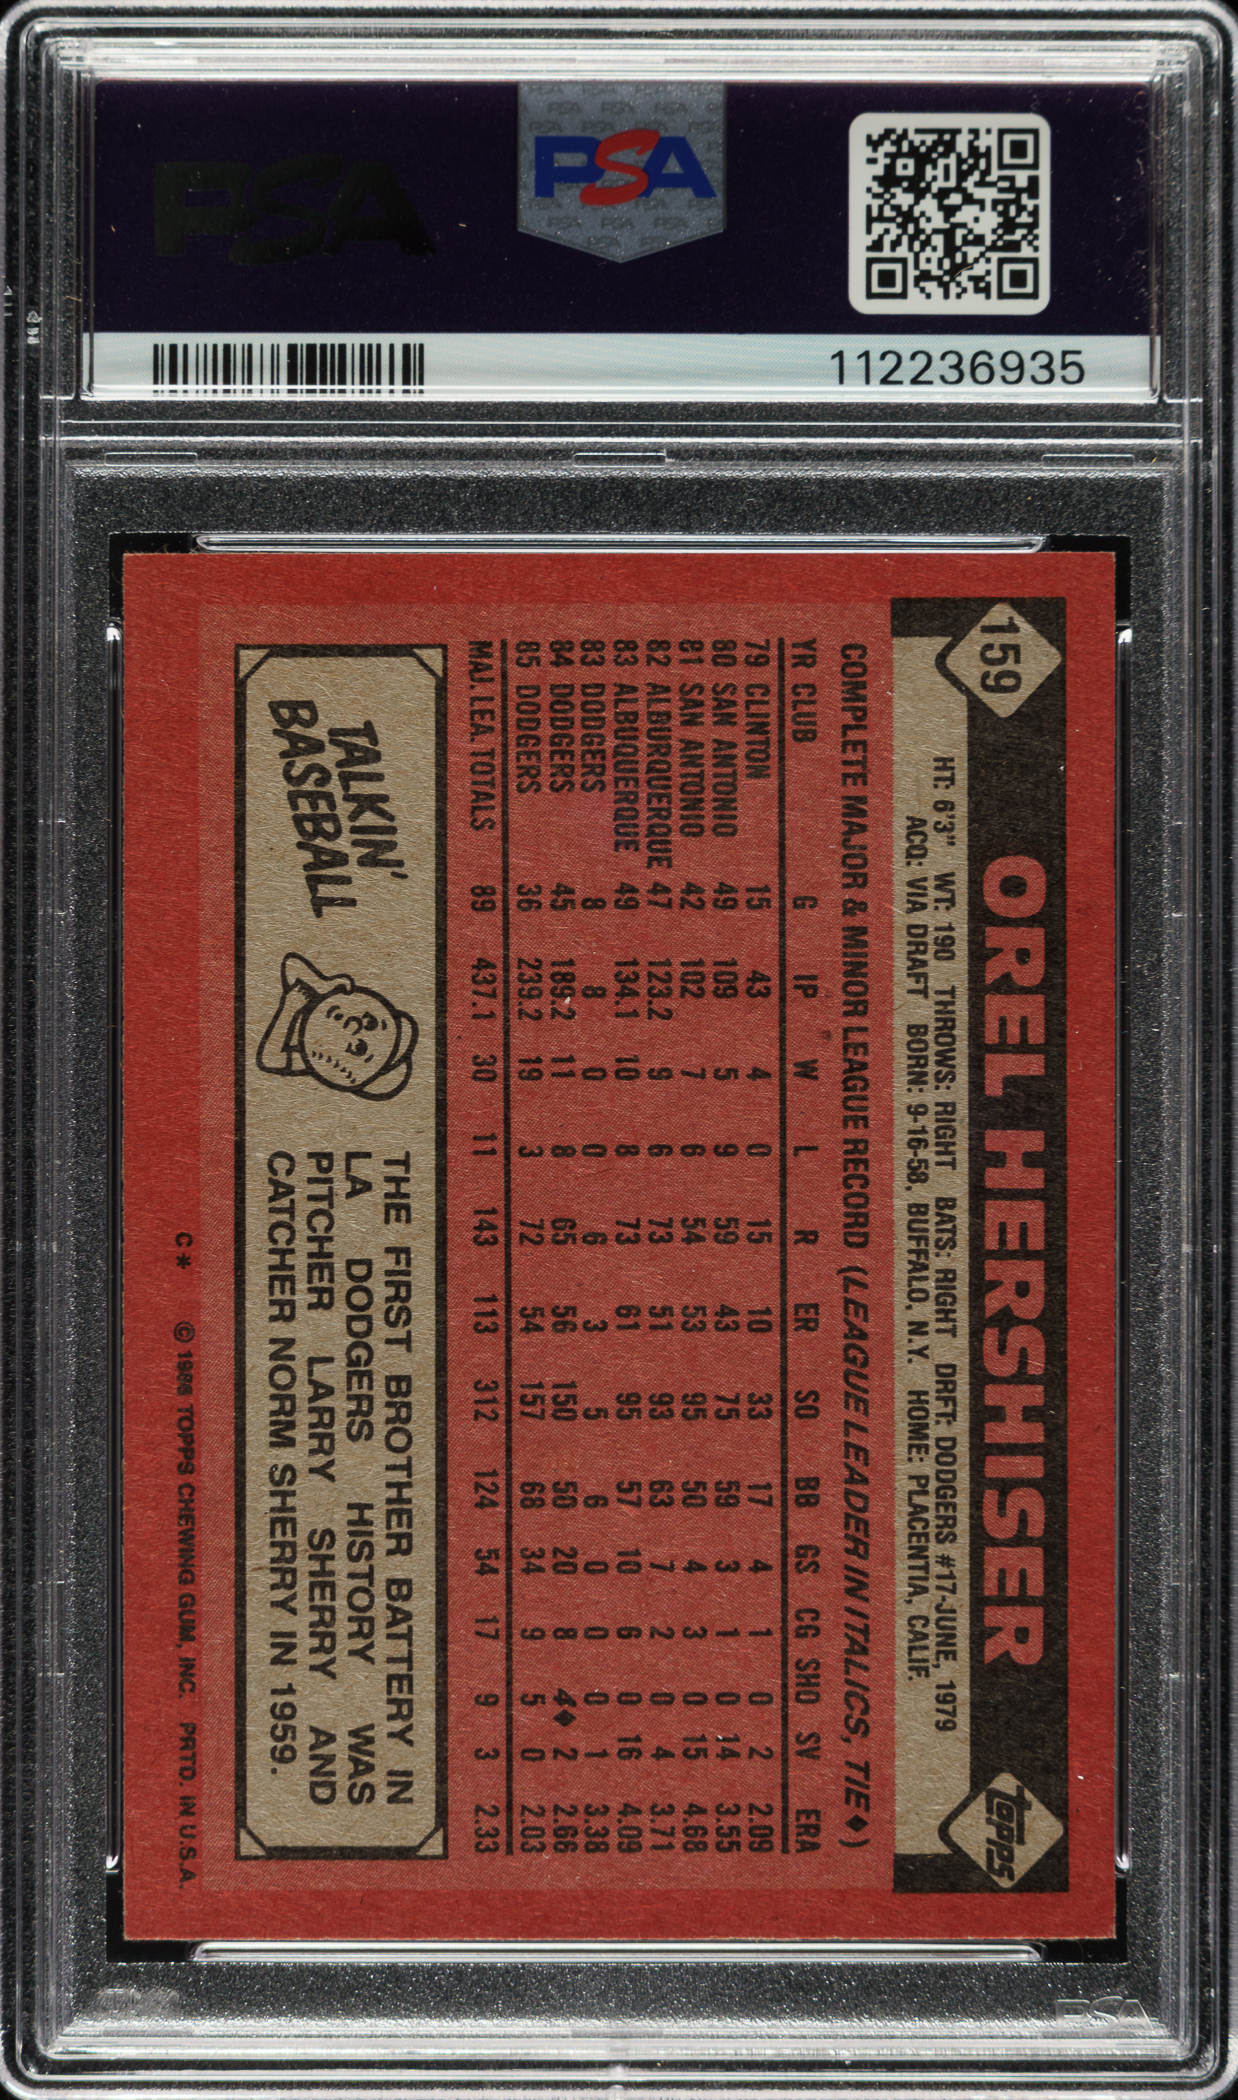 PSA
PSA
112236935
159
OREL HERSHISER
topps
HT: 6'3" WT: 190 THROWS: RIGHT BATS: RIGHT DRFT: DODGERS #17-JUNE, 1979
ACQ: VIA DRAFT BORN: 9-16-58, BUFFALO, N.Y. HOME: PLACENTIA, CALIF.
COMPLETE MAJOR & MINOR LEAGUE RECORD (LEAGUE LEADER IN ITALICS, TIE♦)
YR CLUB G IP W L R ER SO BB GS CG SHO SV ERA
79 CLINTON 15 43 4 0 15 10 33 17 4 1 0 2 2.09
80 SAN ANTONIO 49 109 5 9 59 43 75 59 3 1 0 14 3.55
81 SAN ANTONIO 42 102 7 6 54 53 95 50 4 3 0 15 4.68
82 ALBURQUERQUE 47 123.2 9 6 73 51 93 63 7 2 0 4 3.71
83 ALBUQUERQUE 49 134.1 10 8 73 61 95 57 10 6 0 16 4.09
83 DODGERS 8 8 0 0 6 3 5 6 0 0 0 1 3.38
84 DODGERS 45 189.2 11 8 65 56 150 50 20 8 4♦ 2 2.66
85 DODGERS 36 239.2 19 3 72 54 157 68 34 9 5 0 2.03
MAJ. LEA. TOTALS 89 437.1 30 11 143 113 312 124 54 17 9 3 2.33
TALKIN'
BASEBALL
THE FIRST BROTHER BATTERY IN
LA DODGERS HISTORY WAS
PITCHER LARRY SHERRY AND
CATCHER NORM SHERRY IN 1959.
C* © 1986 TOPPS CHEWING GUM, INC. PRTD. IN U.S.A.
PSA